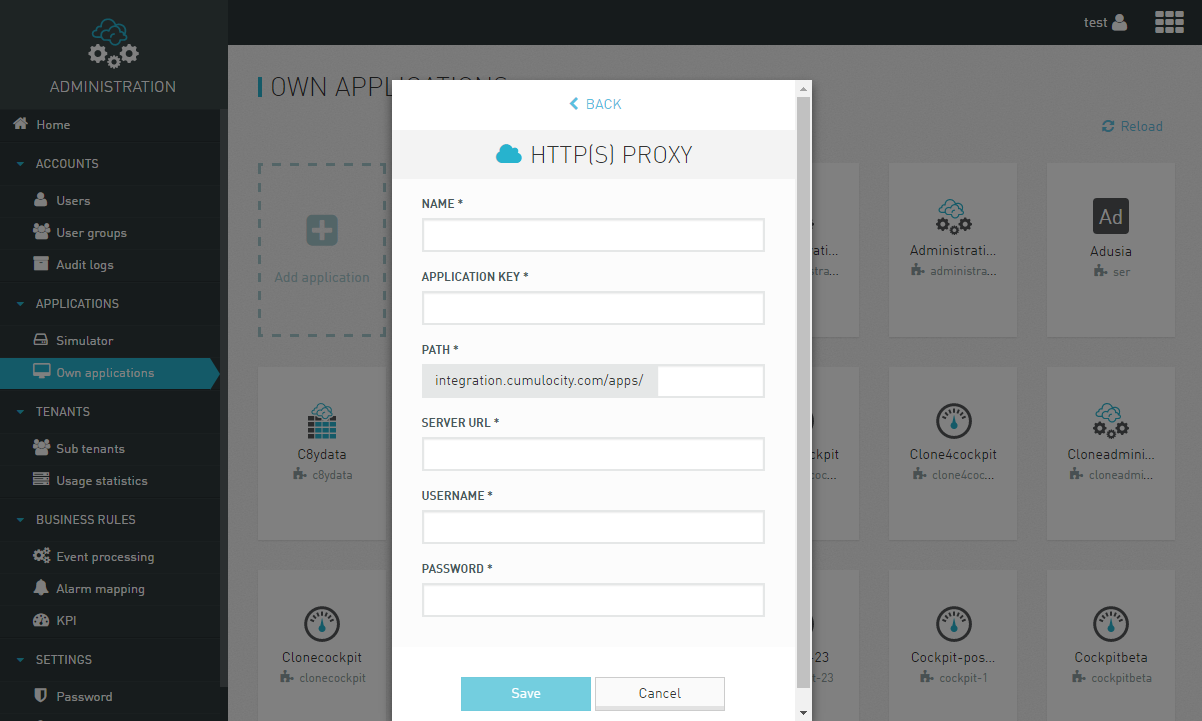 ADMINISTRATION
Home
ACCOUNTS
Users
User groups
Audit logs
APPLICATIONS
Simulator
Own applications
TENANTS
Sub tenants
Usage statistics
BUSINESS RULES
Event processing
Alarm mapping
KPI
SETTINGS
Password
test
OWN APPLICATIONS
Reload
Add application
Administrati...
administra...
Ad
Adusia
ser
C8ydata
c8ydata
Clone4cockpit
clone4coc...
Cloneadmini...
cloneadmi...
Clonecockpit
clonecockpit
Cockpit-pos...
cockpit-1
Cockpitbeta
cockpitbeta
BACK
HTTP(S) PROXY
NAME *
APPLICATION KEY *
PATH *
integration.cumulocity.com/apps/
SERVER URL *
USERNAME *
PASSWORD *
Save
Cancel